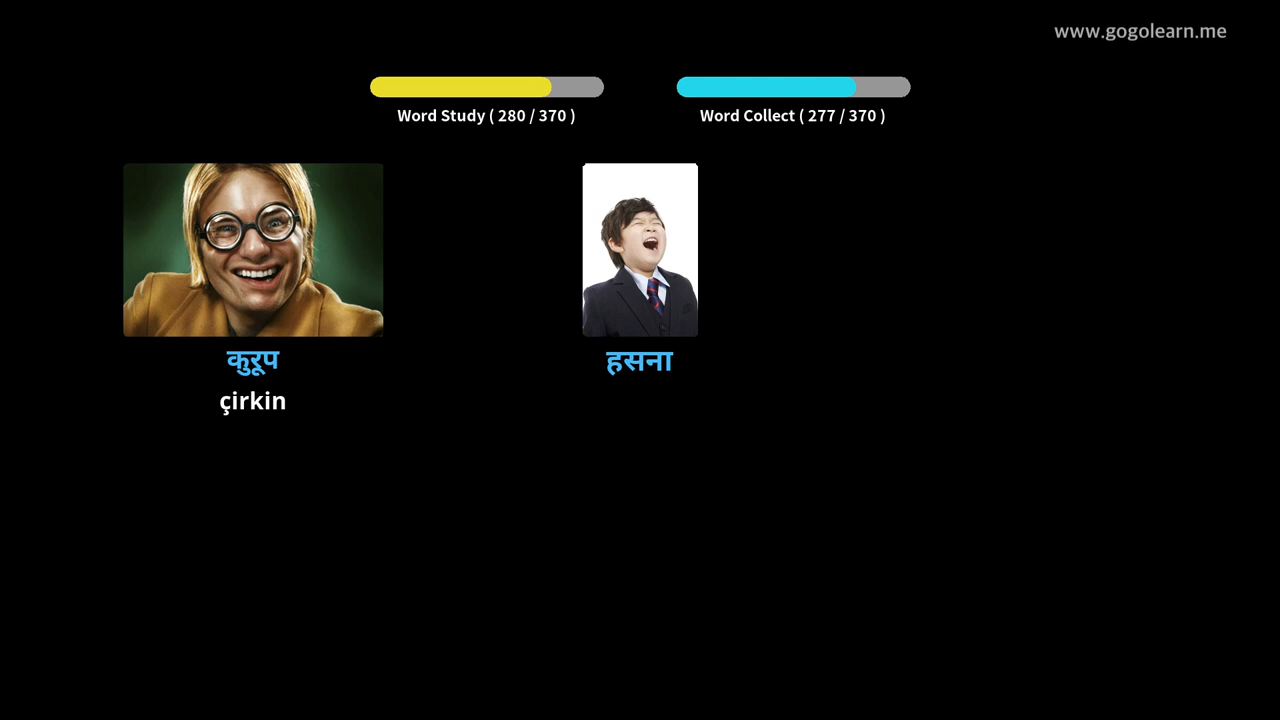 www.gogolearn.me
Word Study ( 280 / 370 )
Word Collect ( 277 / 370 )
कुरूप
हसना
çirkin